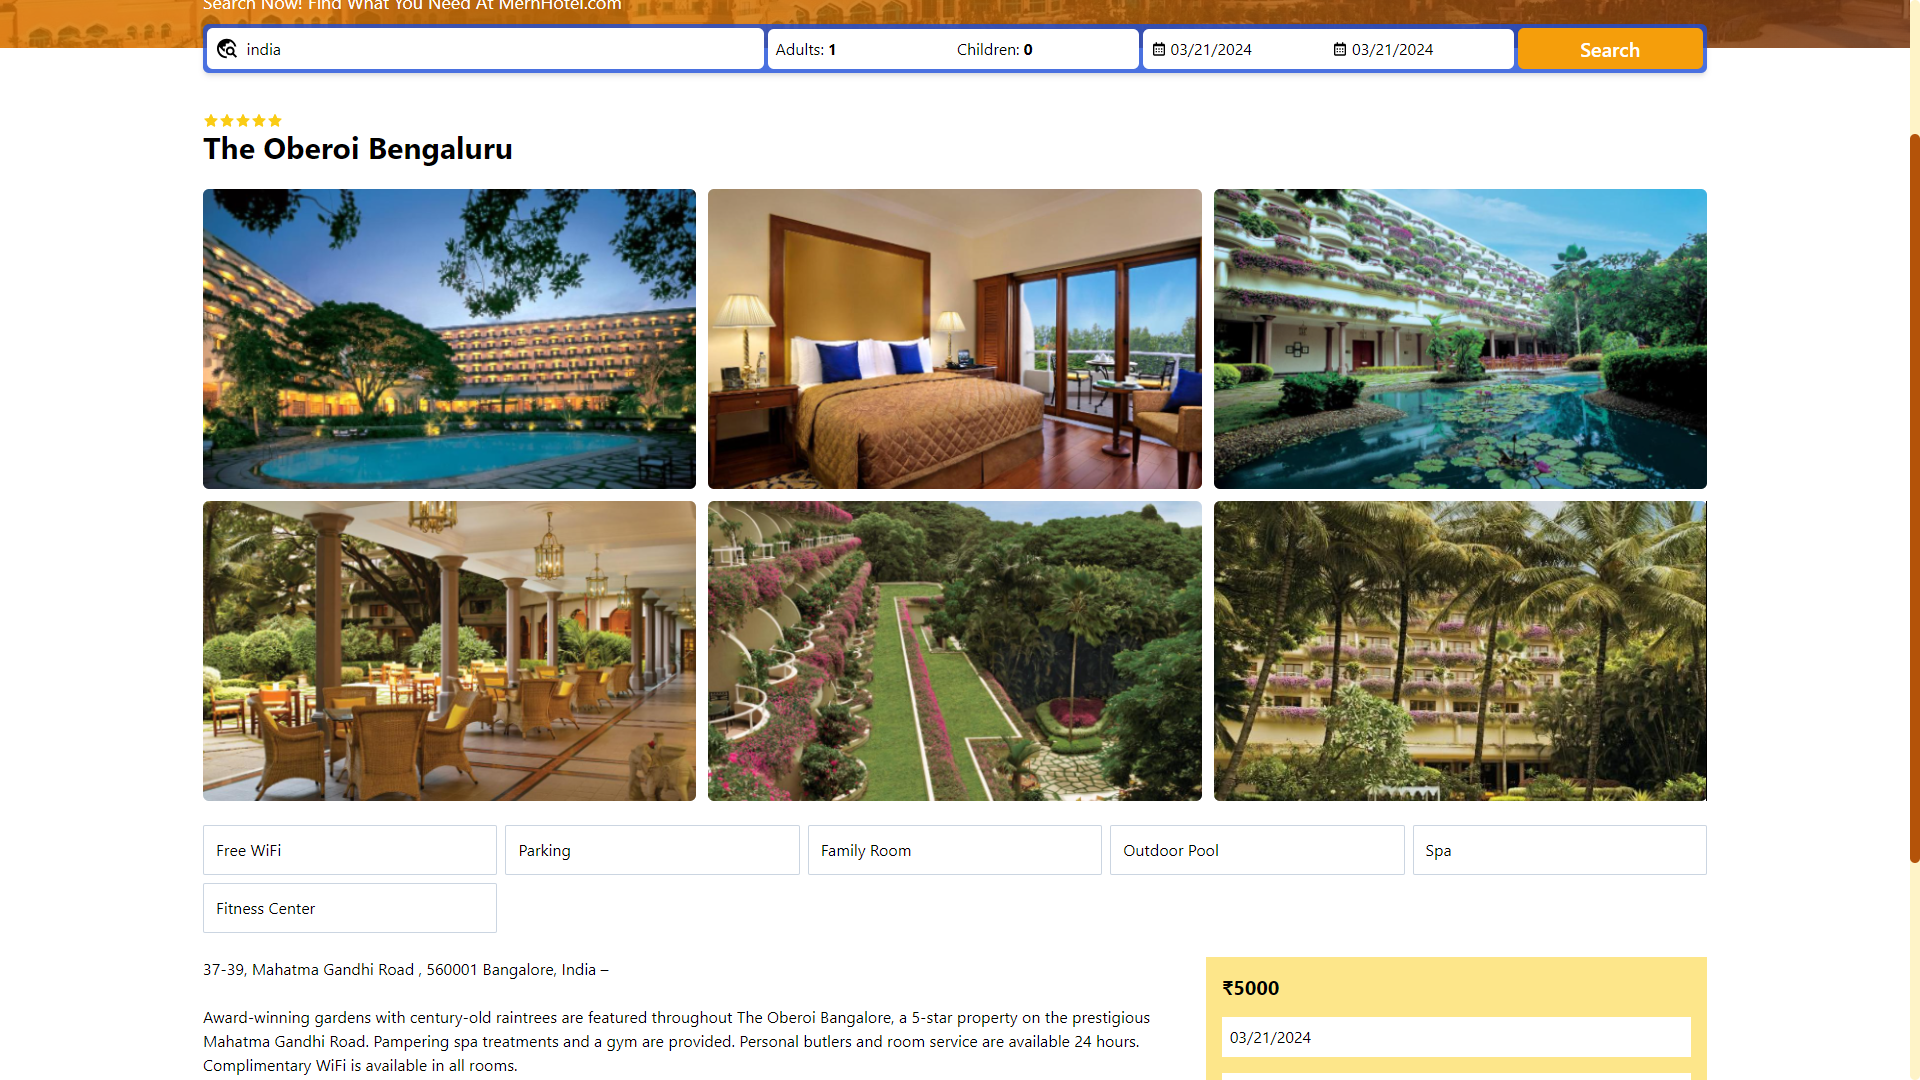 Search Now! Find What You Need At MernHotel.com
india
Adults: 1
Children: 0
03/21/2024
03/21/2024
Search
The Oberoi Bengaluru
Free WiFi
Parking
Family Room
Outdoor Pool
Spa
Fitness Center
37-39, Mahatma Gandhi Road , 560001 Bangalore, India –
₹5000
03/21/2024
Award-winning gardens with century-old raintrees are featured throughout The Oberoi Bangalore, a 5-star property on the prestigious
Mahatma Gandhi Road. Pampering spa treatments and a gym are provided. Personal butlers and room service are available 24 hours.
Complimentary WiFi is available in all rooms.